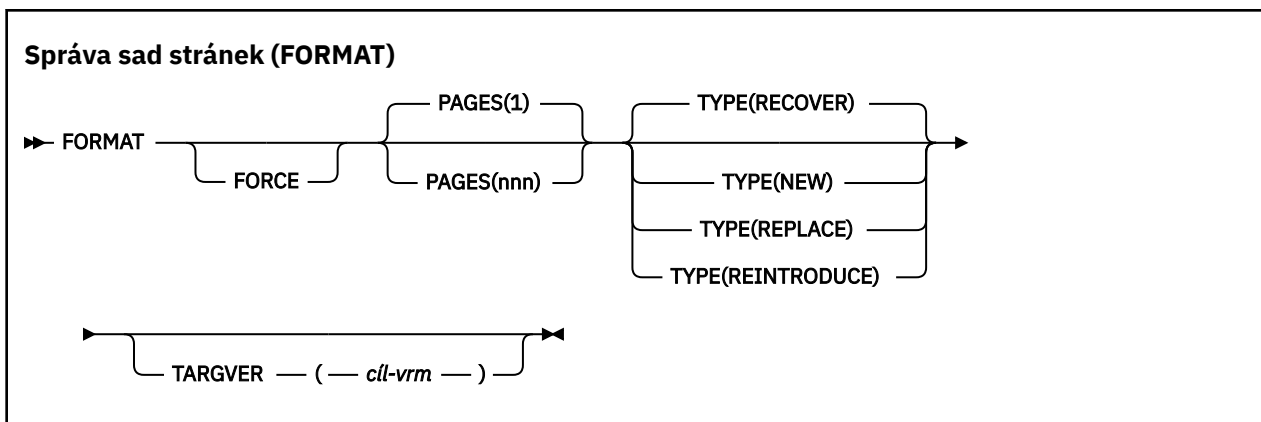 Správa sad stránek (FORMAT)
PAGES(1) TYPE(RECOVER)
FORMAT
FORCE PAGES(nnn) TYPE(NEW)
TYPE(REPLACE)
TYPE(REINTRODUCE)
TARGVER ( cíl-vrm )